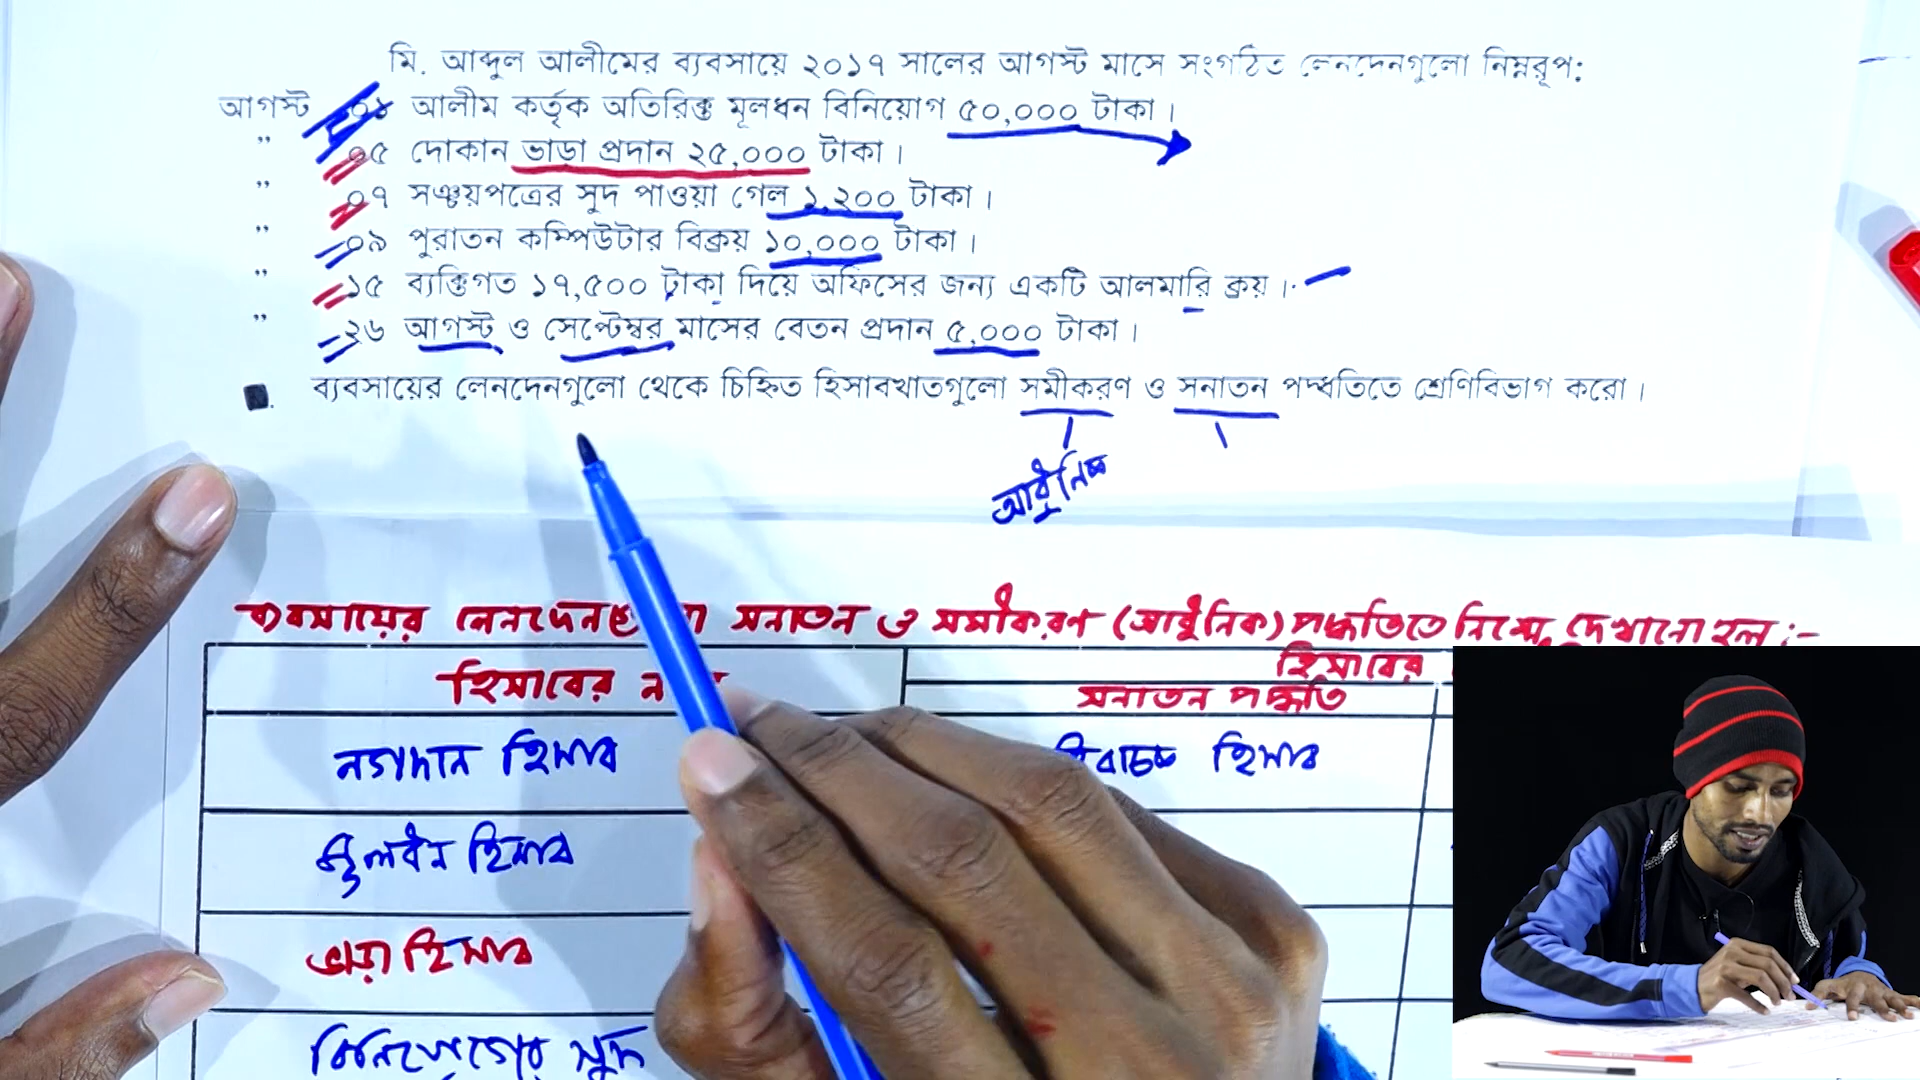 মি. আব্দুল আলীমের ব্যবসায়ে ২০১৭ সালের আগস্ট মাসে সংগঠিত লেনদেনগুলো নিম্নরূপ:
আগস্ট ০১ আলীম কর্তৃক অতিরিক্ত মূলধন বিনিয়োগ ৫০,০০০ টাকা।
" ০৫ দোকান ভাড়া প্রদান ২৫,০০০ টাকা।
" ০৭ সঞ্চয়পত্রের সুদ পাওয়া গেল ১,২০০ টাকা।
" ০৯ পুরাতন কম্পিউটার বিক্রয় ১০,০০০ টাকা।
" ১৫ ব্যক্তিগত ১৭,৫০০ টাকা দিয়ে অফিসের জন্য একটি আলমারি ক্রয়।
" ২৬ আগস্ট ও সেপ্টেম্বর মাসের বেতন প্রদান ৫,০০০ টাকা।
ব্যবসায়ের লেনদেনগুলো থেকে চিহ্নিত হিসাবখাতগুলো সমীকরণ ও সনাতন পদ্ধতিতে শ্রেণিবিভাগ করো।
আধুনিক
ব্যবসায়ের সনাতন ও সমীকরণ (আধুনিক) পদ্ধতিতে নিম্নে দেখানো হল :-
হিসাবের হিসাবের
সনাতন পদ্ধতি
নগদান হিসাব হিসাব
মূলধন হিসাব
ভাড়া হিসাব
বিনিয়োগের সুদ